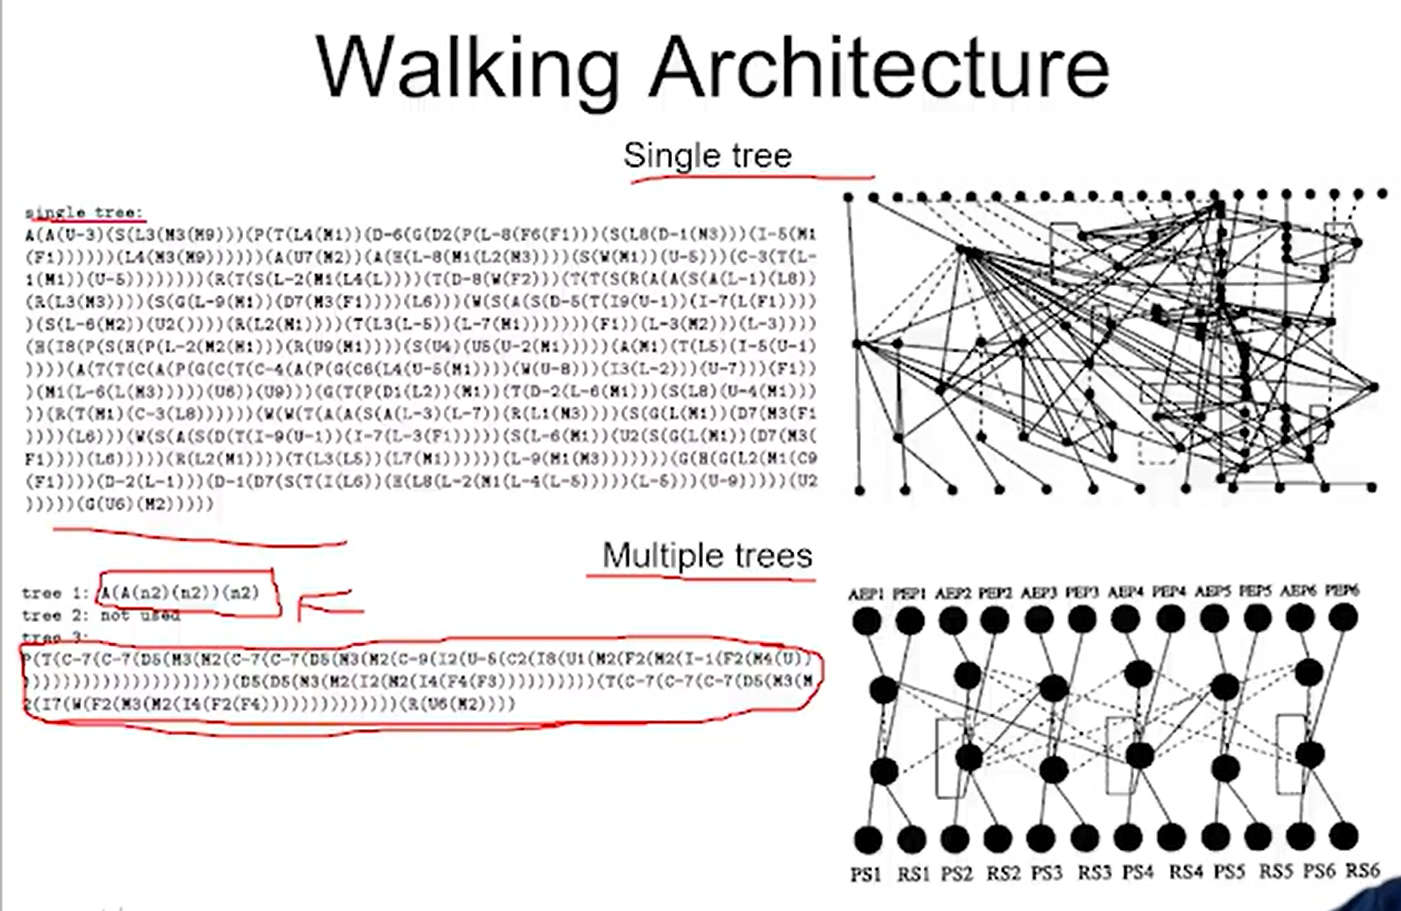 Walking Architecture
Single tree
single tree:
A(A(U-3)(S(L3(M3(M9)))(P(T(L4(M1))(D-6(G(D2(P(L-8(F6(F1)))(S(L8(D-1(N3)))(I-5(M1
(F1))))))(L4(M3(M9))))))(A(U7(M2))(A(H(L-8(M1(L2(M3))))(S(W(M1))(U-5)))(C-3(T(L-
1(M1))(U-5))))))))(R(T(S(L-2(M1(L4(L))))(T(D-8(W(F2)))(T(T(S(R(A(A(S(A(L-1)(L8))
(R(L3(M3))))(S(G(L-9(M1))(D7(M3(F1))))(L6)))(W(S(A(S(D-5(T(I9(U-1))(I-7(L(F1))))
)(S(L-6(M2))(U2()))))(R(L2(M1))))(T(L3(L-5))(L-7(M1)))))))(F1))(L-3(M2)))(L-3))))
(H(I8(P(S(H(P(L-2(M2(M1)))(R(U9(M1))))(S(U4)(U5(U-2(M1)))))(A(M1)(T(L5)(I-5(U-1)
)))))(A(T(T(C(A(P(G(C(T(C-4(A(P(G(C6(L4(U-5(M1))))(W(U-8)))(I3(L-2)))(U-7)))(F1))
(M1(L-6(L(M3)))))(U6))(U9)))(G(T(P(D1(L2))(M1))(T(D-2(L-6(M1)))(S(L8)(U-4(M1)))
))(R(T(M1)(C-3(L8))))))(W(W(T(A(A(S(A(L-3)(L-7))(R(L1(M3))))(S(G(L(M1))(D7(M3(F1
))))(L6)))(W(S(A(S(D(T(I-9(U-1))(I-7(L-3(F1)))))(S(L-6(M1))(U2(S(G(L(M1))(D7(M3(
F1))))(L6)))))(R(L2(M1))))(T(L3(L5))(L7(M1))))))(L-9(M1(M3)))))))(G(H(G(L2(M1(C9
(F1))))(D-2(L-1)))(D-1(D7(S(T(I(L6))(H(L8(L-2(M1(L-4(L-5)))))(L-5)))(U-9)))))(U2
)))))(G(U6)(M2)))))
Multiple trees
tree 1: A(A(n2)(n2))(n2)
tree 2: not used
tree 3:
P(T(C-7(C-7(D5(M3(M2(C-7(C-7(D5(M3(M2(C-9(I2(U-5(C2(I8(U1(M2(F2(M2(I-1(F2(M4(U))
))))))))))))))))))))))(D5(D5(M3(M2(I2(M2(I4(F4(F3)))))))))))(T(C-7(C-7(C-7(D5(M3(M
2(I7(W(F2(M3(M2(I4(F2(F4)))))))))))))))(R(U6(M2))))
AEP1 PEP1 AEP2 PEP2 AEP3 PEP3 AEP4 PEP4 AEP5 PEP5 AEP6 PEP6
PS1 RS1 PS2 RS2 PS3 RS3 PS4 RS4 PS5 RS5 PS6 RS6